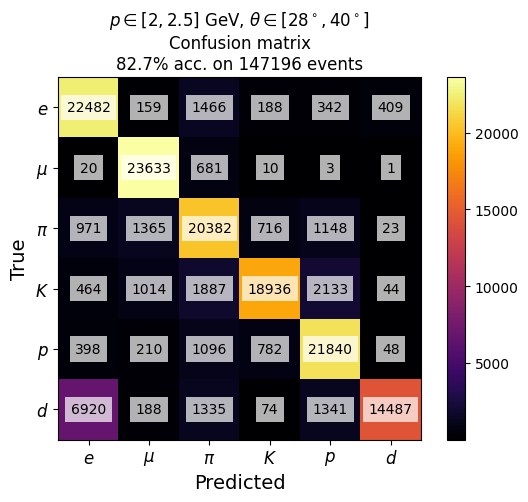 p ∈ [2, 2.5] GeV, θ ∈ [28°, 40°]
Confusion matrix
82.7% acc. on 147196 events
e 22482 159 1466 188 342 409
μ 20 23633 681 10 3 1
π 971 1365 20382 716 1148 23
K 464 1014 1887 18936 2133 44
p 398 210 1096 782 21840 48
d 6920 188 1335 74 1341 14487
e μ π K p d
Predicted
True
20000
15000
10000
5000